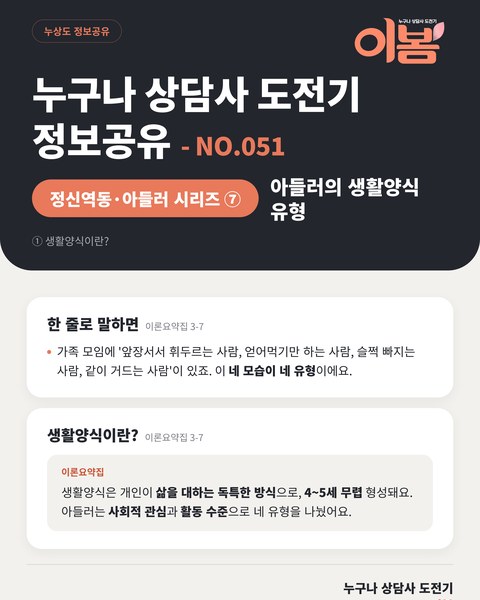 누상도 정보공유
누구나 상담사 도전기
이봄
누구나 상담사 도전기
정보공유 - NO.051
정신역동·아들러 시리즈 ⑦
아들러의 생활양식
유형
① 생활양식이란?
한 줄로 말하면 이론요약집 3-7
• 가족 모임에 '앞장서서 휘두르는 사람, 얻어먹기만 하는 사람, 슬쩍 빠지는
사람, 같이 거드는 사람'이 있죠. 이 네 모습이 네 유형이에요.
생활양식이란? 이론요약집 3-7
이론요약집
생활양식은 개인이 삶을 대하는 독특한 방식으로, 4~5세 무렵 형성돼요.
아들러는 사회적 관심과 활동 수준으로 네 유형을 나눴어요.
누구나 상담사 도전기